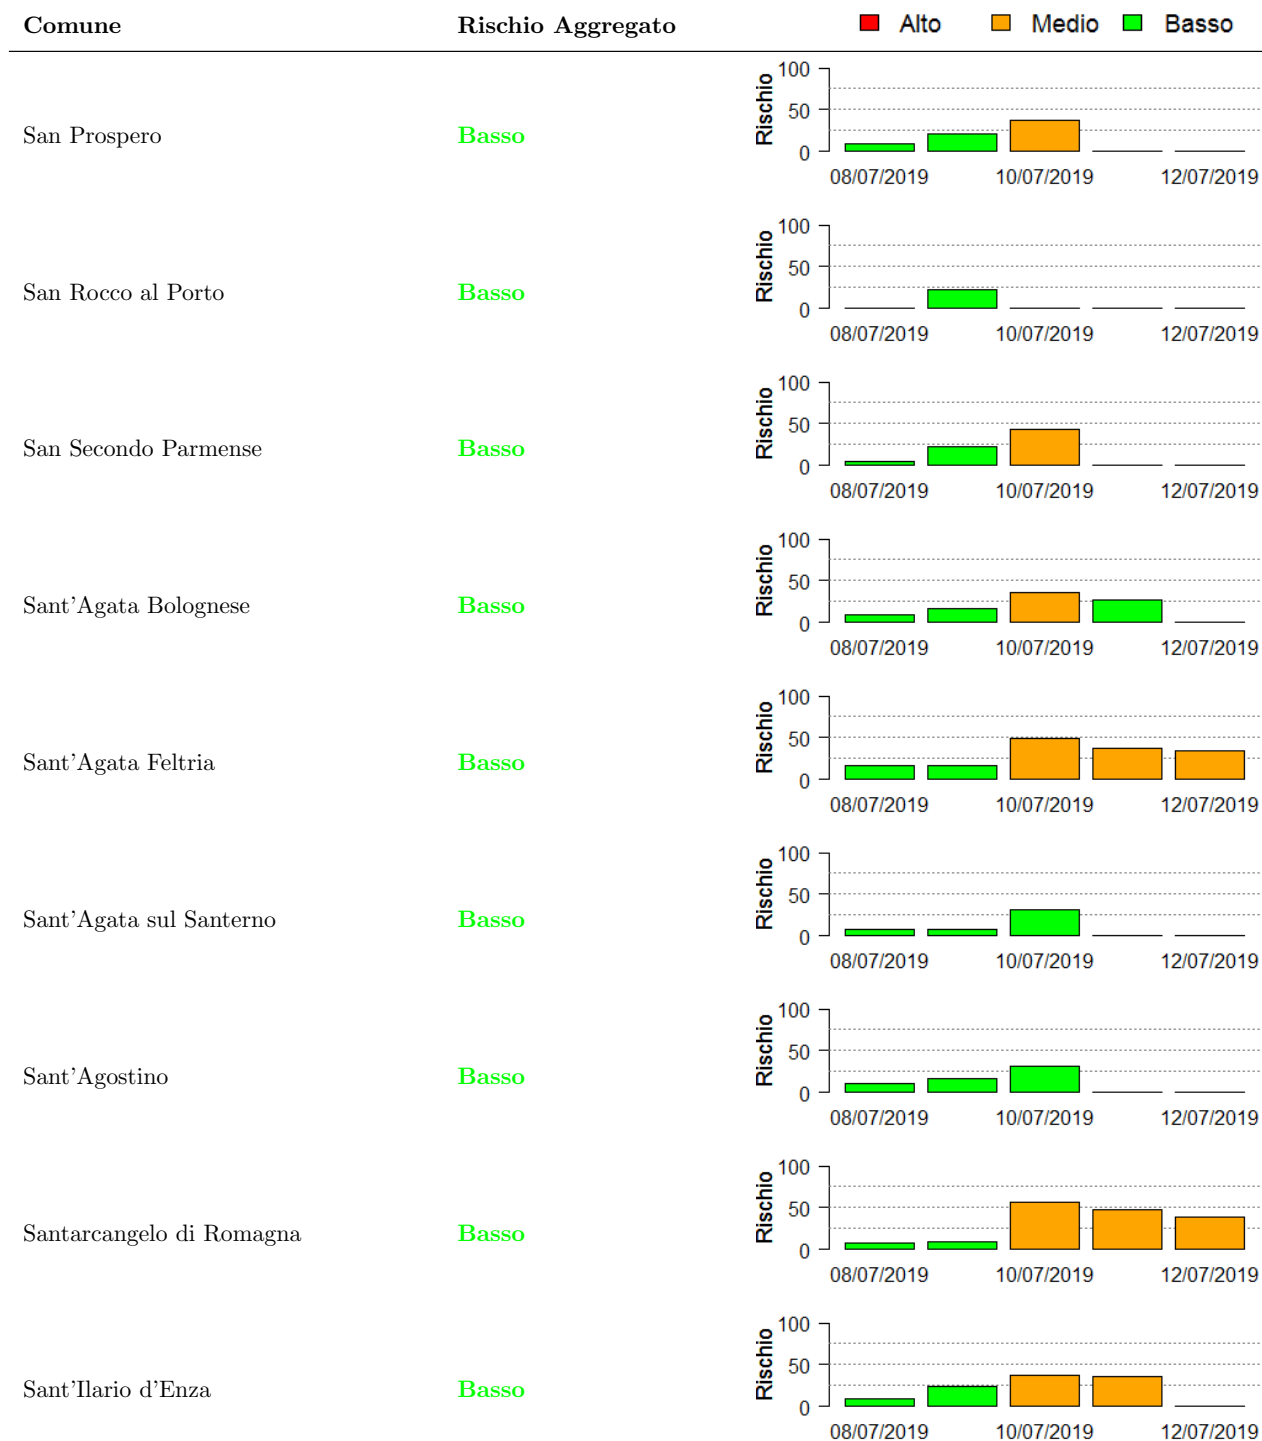 Comune Rischio Aggregato Alto Medio Basso
100
50
0
Rischio
San Prospero Basso
08/07/2019 10/07/2019 12/07/2019
100
50
0
Rischio
San Rocco al Porto Basso
08/07/2019 10/07/2019 12/07/2019
100
50
0
Rischio
San Secondo Parmense Basso
08/07/2019 10/07/2019 12/07/2019
100
50
0
Rischio
Sant'Agata Bolognese Basso
08/07/2019 10/07/2019 12/07/2019
100
50
0
Rischio
Sant'Agata Feltria Basso
08/07/2019 10/07/2019 12/07/2019
100
50
0
Rischio
Sant'Agata sul Santerno Basso
08/07/2019 10/07/2019 12/07/2019
100
50
0
Rischio
Sant'Agostino Basso
08/07/2019 10/07/2019 12/07/2019
100
50
0
Rischio
Santarcangelo di Romagna Basso
08/07/2019 10/07/2019 12/07/2019
100
50
0
Rischio
Sant'Ilario d'Enza Basso
08/07/2019 10/07/2019 12/07/2019